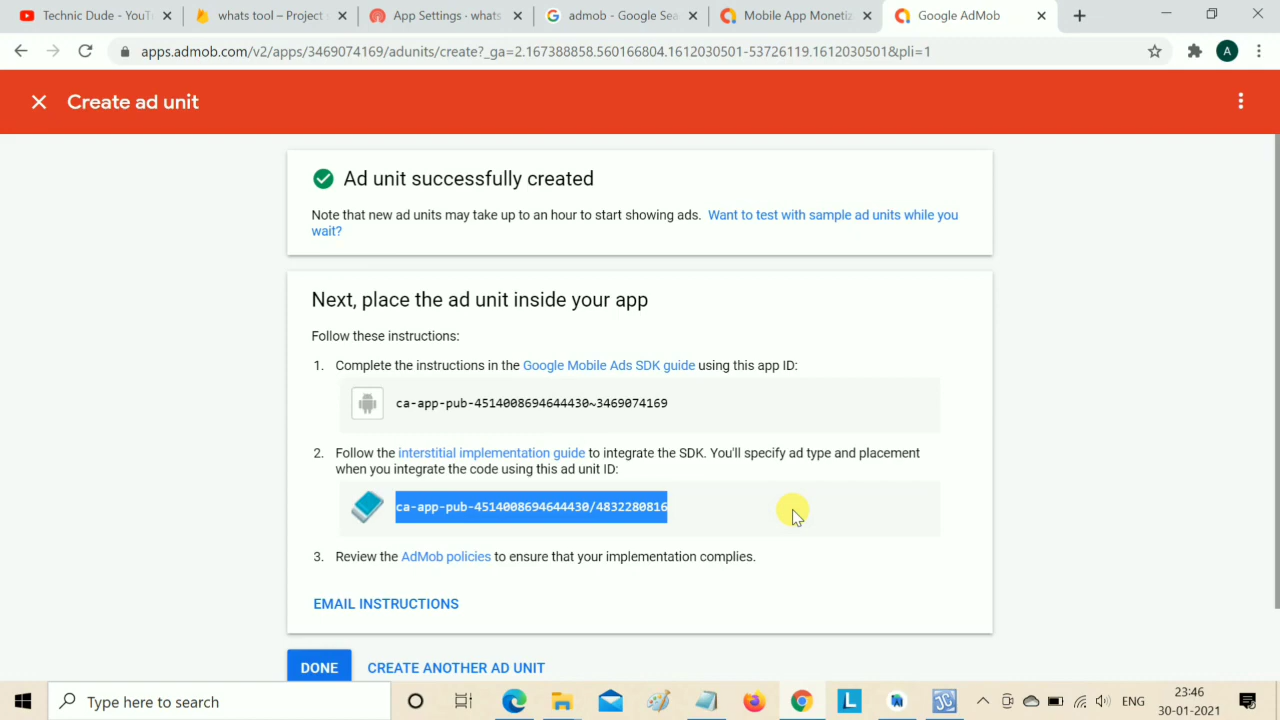 Technic Dude - YouT
whats tool – Project
App Settings - whats
admob - Google Sea
Mobile App Monetiz
Google AdMob
apps.admob.com/v2/apps/3469074169/adunits/create?_ga=2.167388858.560166804.1612030501-53726119.1612030501&pli=1
A
Create ad unit
Ad unit successfully created
Note that new ad units may take up to an hour to start showing ads. Want to test with sample ad units while you
wait?
Next, place the ad unit inside your app
Follow these instructions:
1. Complete the instructions in the Google Mobile Ads SDK guide using this app ID:
ca-app-pub-4514008694644430~3469074169
2. Follow the interstitial implementation guide to integrate the SDK. You'll specify ad type and placement
when you integrate the code using this ad unit ID:
ca-app-pub-4514008694644430/4832280816
3. Review the AdMob policies to ensure that your implementation complies.
EMAIL INSTRUCTIONS
DONE
CREATE ANOTHER AD UNIT
Type here to search
L
JC
ENG
23:46
30-01-2021